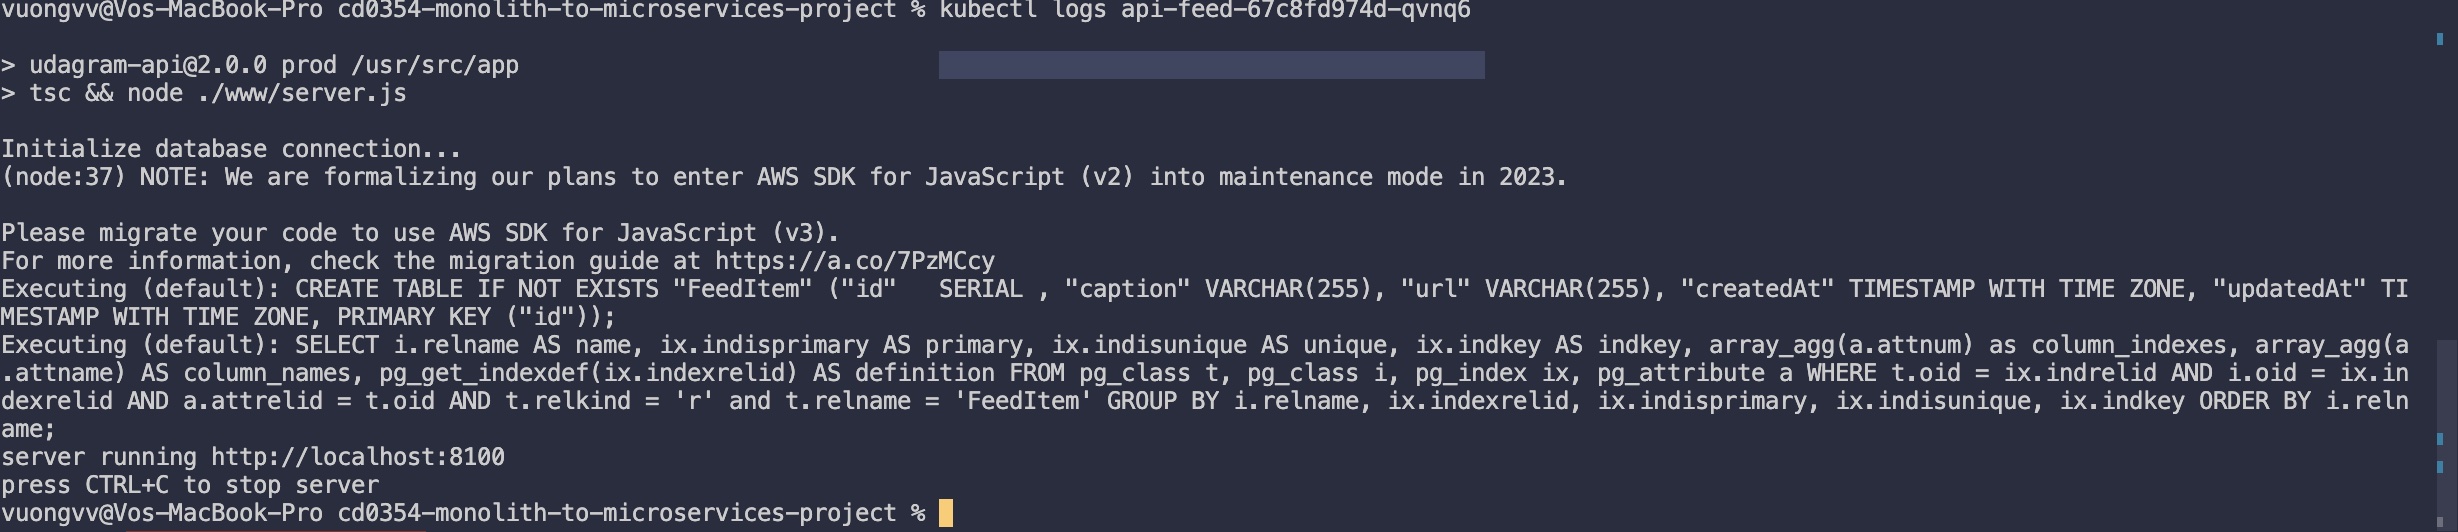 vuongvv@Vos-MacBook-Pro cd0354-monolith-to-microservices-project % kubectl logs api-feed-67c8fd974d-qvnq6
> udagram-api@2.0.0 prod /usr/src/app
> tsc && node ./www/server.js
Initialize database connection...
(node:37) NOTE: We are formalizing our plans to enter AWS SDK for JavaScript (v2) into maintenance mode in 2023.
Please migrate your code to use AWS SDK for JavaScript (v3).
For more information, check the migration guide at https://a.co/7PzMCcy
Executing (default): CREATE TABLE IF NOT EXISTS "FeedItem" ("id"   SERIAL , "caption" VARCHAR(255), "url" VARCHAR(255), "createdAt" TIMESTAMP WITH TIME ZONE, "updatedAt" TI
MESTAMP WITH TIME ZONE, PRIMARY KEY ("id"));
Executing (default): SELECT i.relname AS name, ix.indisprimary AS primary, ix.indisunique AS unique, ix.indkey AS indkey, array_agg(a.attnum) as column_indexes, array_agg(a
.attname) AS column_names, pg_get_indexdef(ix.indexrelid) AS definition FROM pg_class t, pg_class i, pg_index ix, pg_attribute a WHERE t.oid = ix.indrelid AND i.oid = ix.in
dexrelid AND a.attrelid = t.oid AND t.relkind = 'r' and t.relname = 'FeedItem' GROUP BY i.relname, ix.indexrelid, ix.indisprimary, ix.indisunique, ix.indkey ORDER BY i.reln
ame;
server running http://localhost:8100
press CTRL+C to stop server
vuongvv@Vos-MacBook-Pro cd0354-monolith-to-microservices-project %